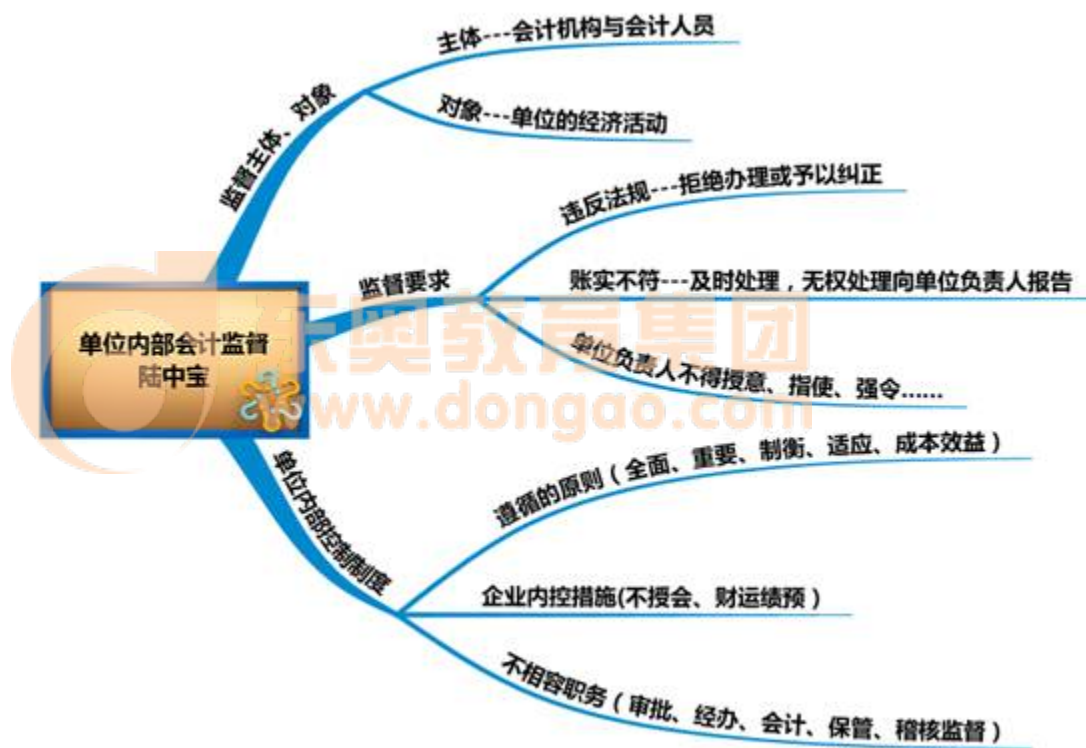 主体---会计机构与会计人员
监督主体、对象
对象---单位的经济活动
违反法规---拒绝办理或予以纠正
监督要求
账实不符---及时处理，无权处理向单位负责人报告
单位负责人不得授意、指使、强令……
单位内部会计监督
陆中宝
东奥教育集团
www.dongao.com
单位内部控制制度
遵循的原则（全面、重要、制衡、适应、成本效益）
企业内控措施(不授会、财运绩预）
不相容职务（审批、经办、会计、保管、稽核监督）